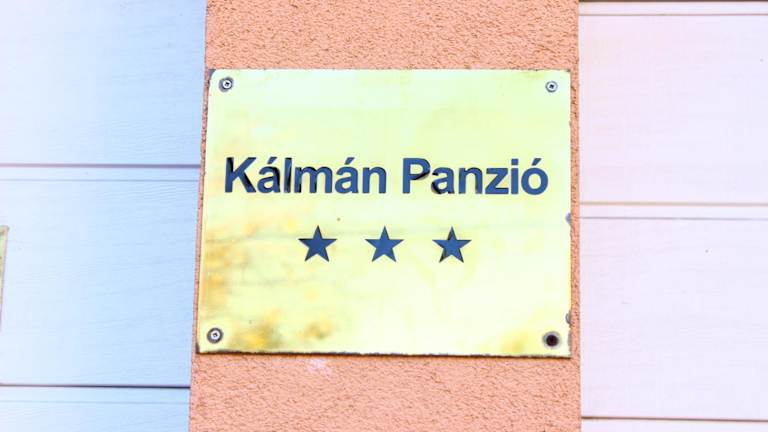 Kálmán Panzió
★ ★ ★